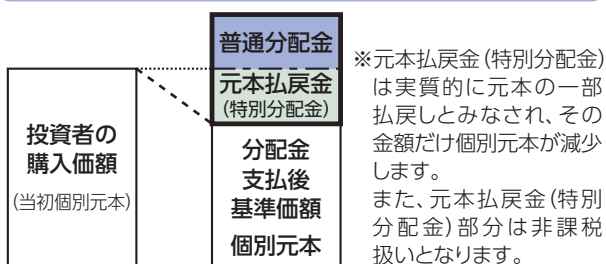 普通分配金
元本払戻金
(特別分配金)
投資者の
購入価額
(当初個別元本)
分配金
支払後
基準価額
個別元本
※元本払戻金(特別分配金)
は実質的に元本の一部
払戻しとみなされ、その
金額だけ個別元本が減少
します。
また、元本払戻金(特別
分配金)部分は非課税
扱いとなります。